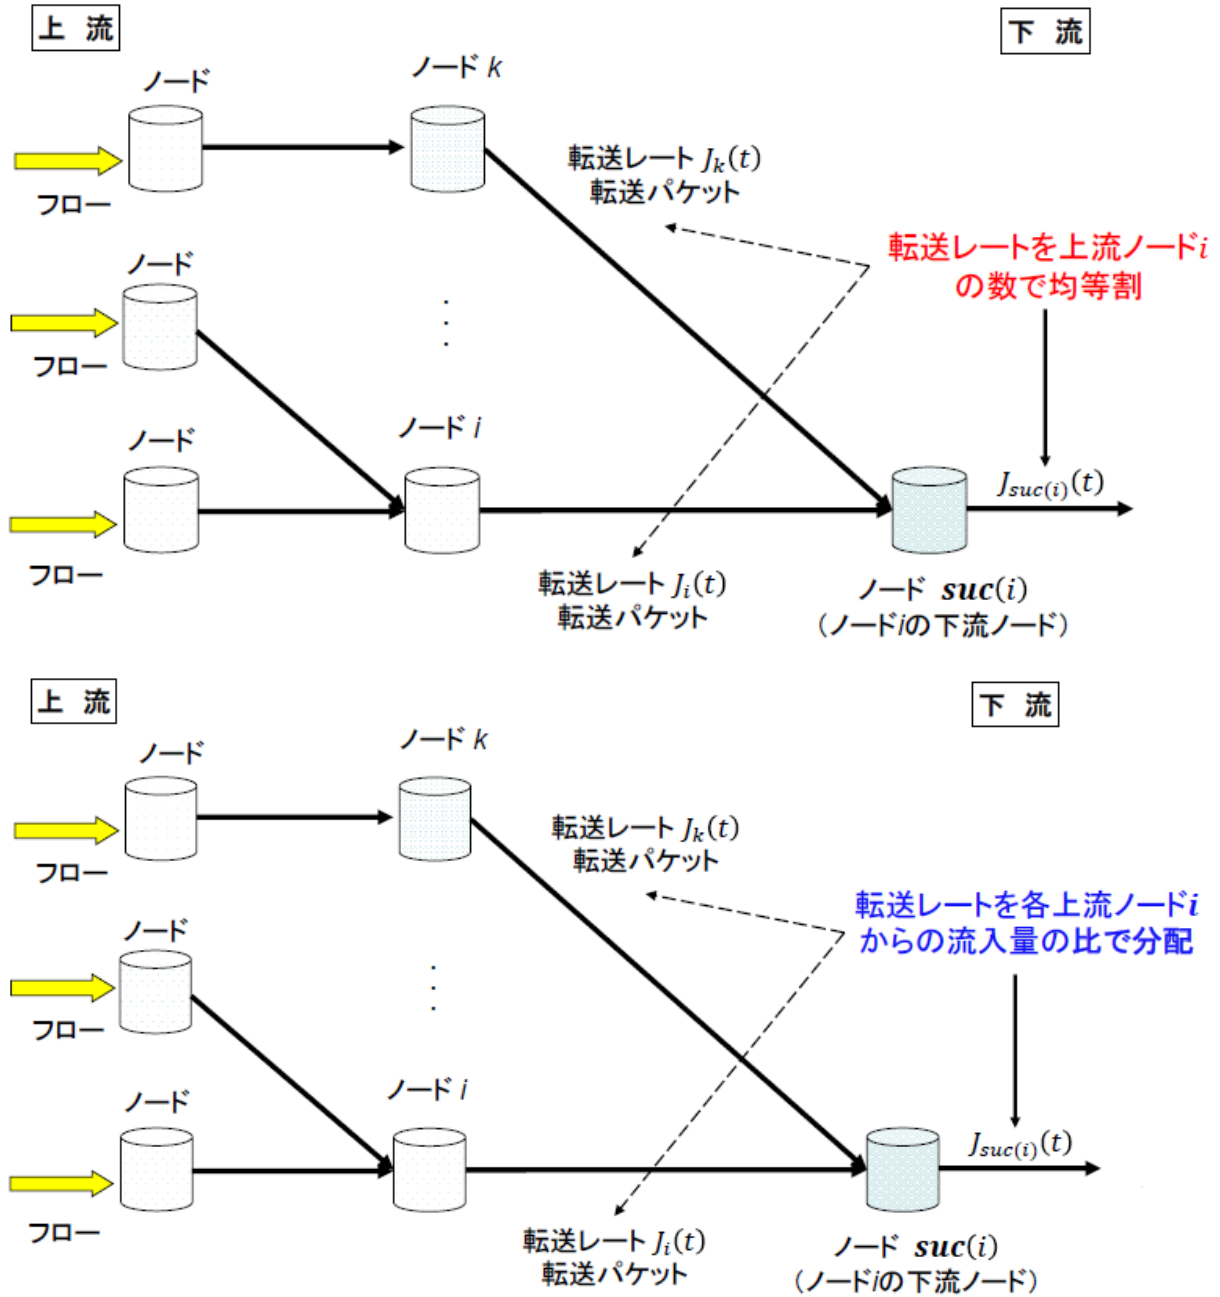 上 流
下 流
ノード
ノード k
転送レート J_k(t)
転送パケット
フロー
転送レートを上流ノードi
の数で均等割
ノード
フロー
ノード
ノード i
J_{suc(i)}(t)
フロー
転送レート J_i(t)
転送パケット
ノード suc(i)
(ノードiの下流ノード)
上 流
下 流
ノード
ノード k
転送レート J_k(t)
転送パケット
フロー
転送レートを各上流ノードi
からの流入量の比で分配
ノード
フロー
ノード
ノード i
J_{suc(i)}(t)
フロー
転送レート J_i(t)
転送パケット
ノード suc(i)
(ノードiの下流ノード)